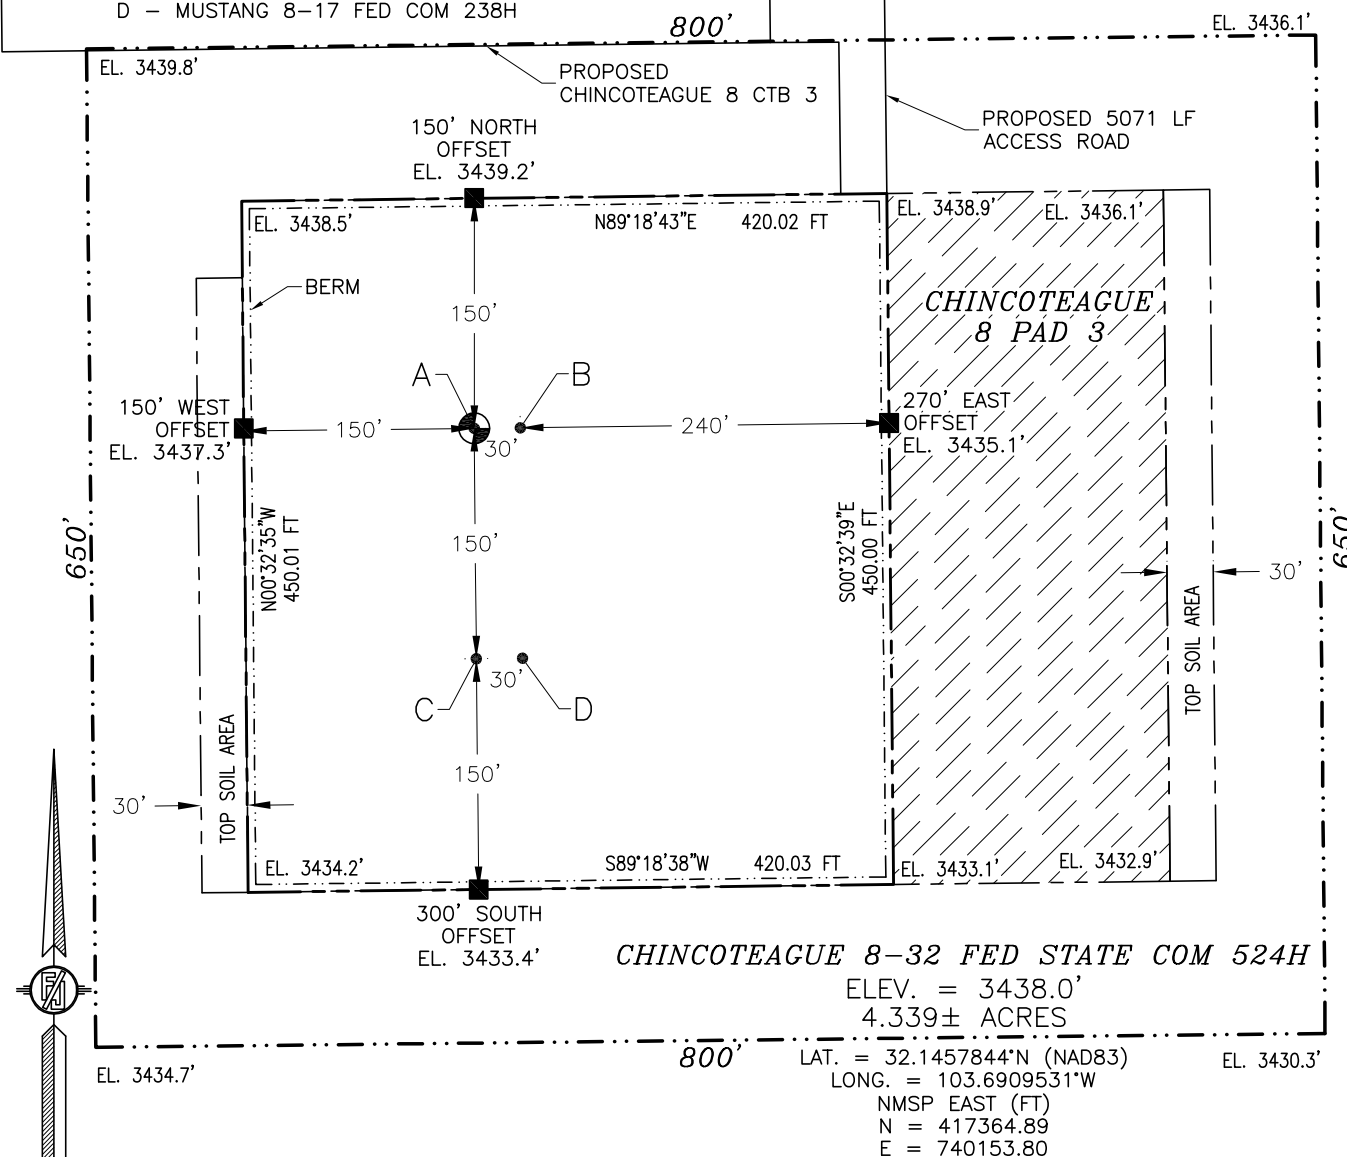 D – MUSTANG 8–17 FED COM 238H
800'
EL. 3436.1'
EL. 3439.8'
PROPOSED
CHINCOTEAGUE 8 CTB 3
PROPOSED 5071 LF
ACCESS ROAD
150' NORTH
OFFSET
EL. 3439.2'
EL. 3438.5'
N89°18'43"E 420.02 FT
EL. 3438.9'
EL. 3436.1'
BERM
150'
CHINCOTEAGUE
8 PAD 3
A
B
150' WEST
OFFSET
EL. 3437.3'
150'
30'
240'
270' EAST
OFFSET
EL. 3435.1'
650'
N00°32'35"W
450.01 FT
150'
S00°32'39"E
450.00 FT
30'
650'
TOP SOIL AREA
30'
C
D
150'
TOP SOIL AREA
30'
EL. 3434.2'
S89°18'38"W 420.03 FT
EL. 3433.1'
EL. 3432.9'
300' SOUTH
OFFSET
EL. 3433.4'
CHINCOTEAGUE 8–32 FED STATE COM 524H
ELEV. = 3438.0'
4.339± ACRES
800'
EL. 3434.7'
EL. 3430.3'
LAT. = 32.1457844°N (NAD83)
LONG. = 103.6909531°W
NMSP EAST (FT)
N = 417364.89
E = 740153.80